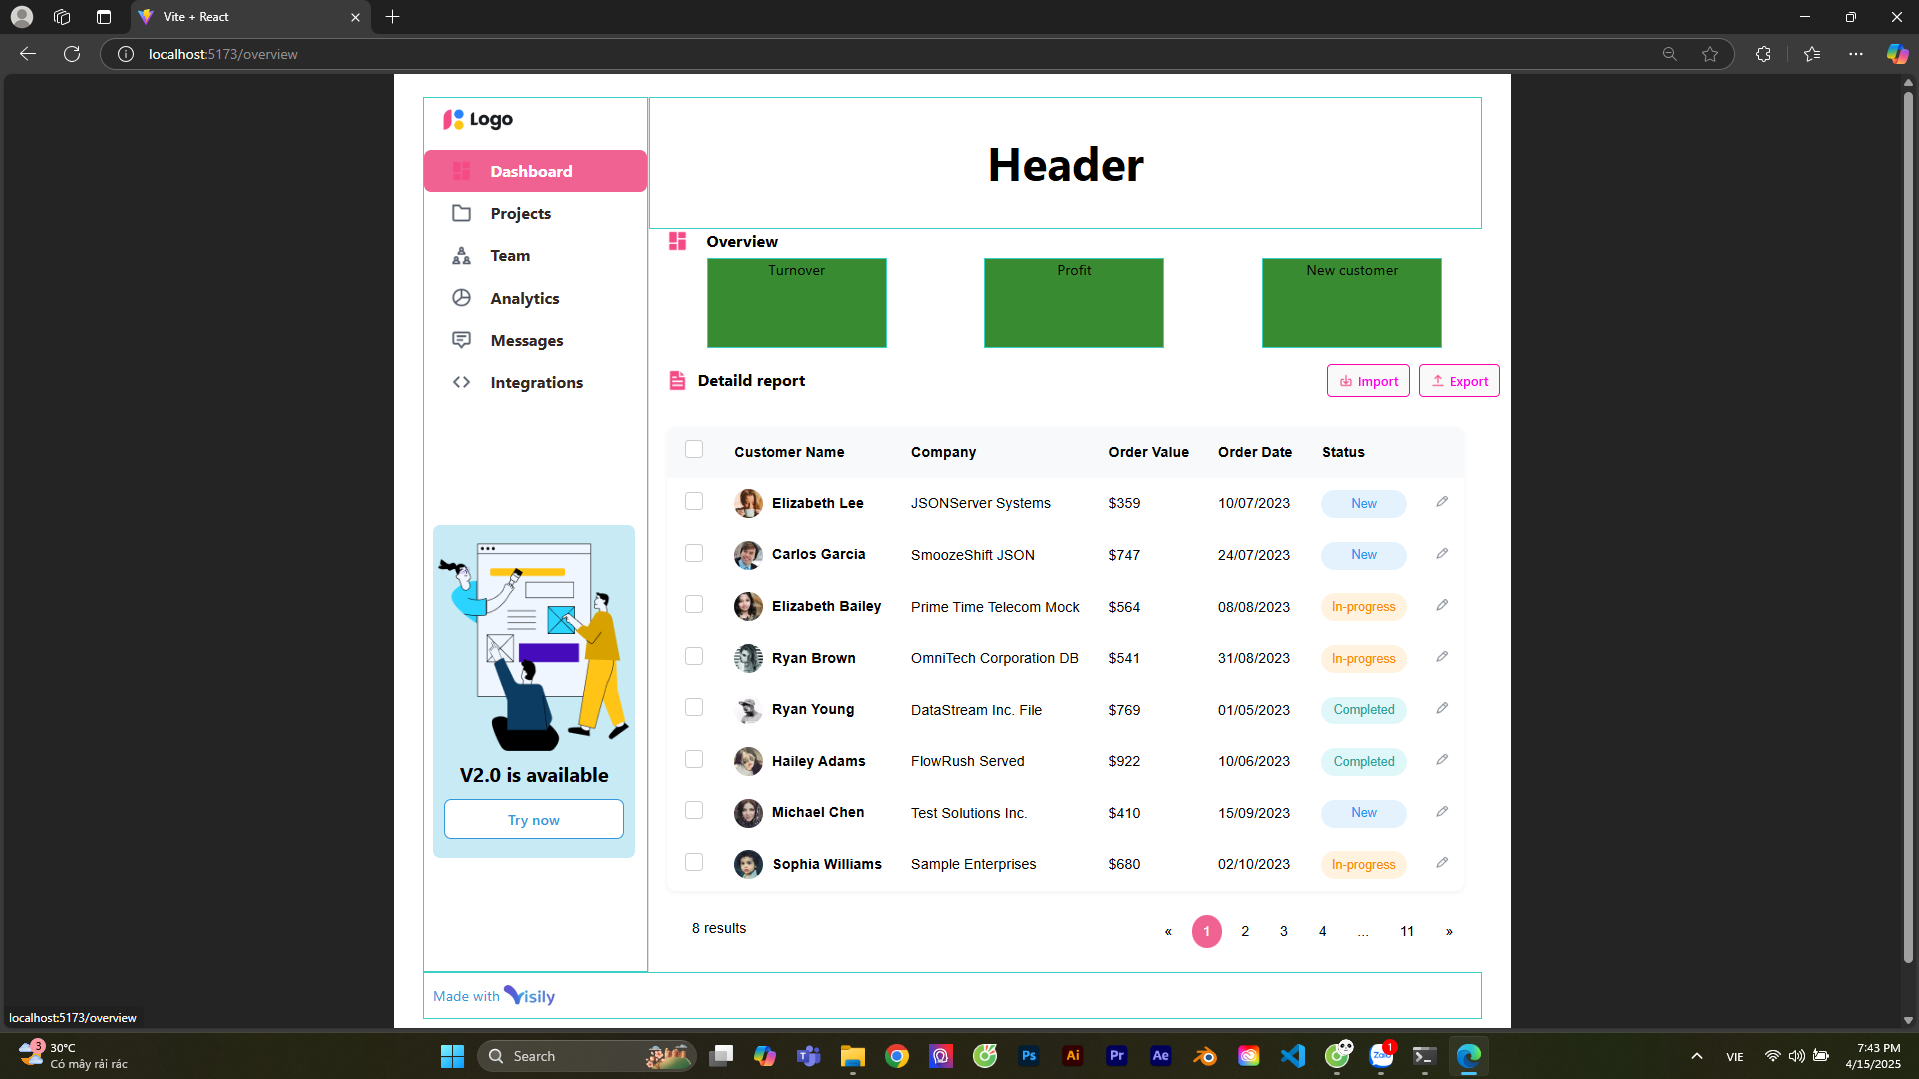 Vite + React
localhost:5173/overview
Logo
Header
Dashboard
Projects
Team
Analytics
Messages
Integrations
Overview
Turnover
Profit
New customer
Detaild report
Import
Export
Customer Name Company Order Value Order Date Status
Elizabeth Lee JSONServer Systems $359 10/07/2023 New
Carlos Garcia SmoozeShift JSON $747 24/07/2023 New
Elizabeth Bailey Prime Time Telecom Mock $564 08/08/2023 In-progress
Ryan Brown OmniTech Corporation DB $541 31/08/2023 In-progress
Ryan Young DataStream Inc. File $769 01/05/2023 Completed
Hailey Adams FlowRush Served $922 10/06/2023 Completed
Michael Chen Test Solutions Inc. $410 15/09/2023 New
Sophia Williams Sample Enterprises $680 02/10/2023 In-progress
V2.0 is available
Try now
8 results
« 1 2 3 4 ... 11 »
Made with Visily
localhost:5173/overview
3
30°C
Có mây rải rác
Search
Ps
Ai
Pr
Ae
Zalo
1
VIE
7:43 PM
4/15/2025